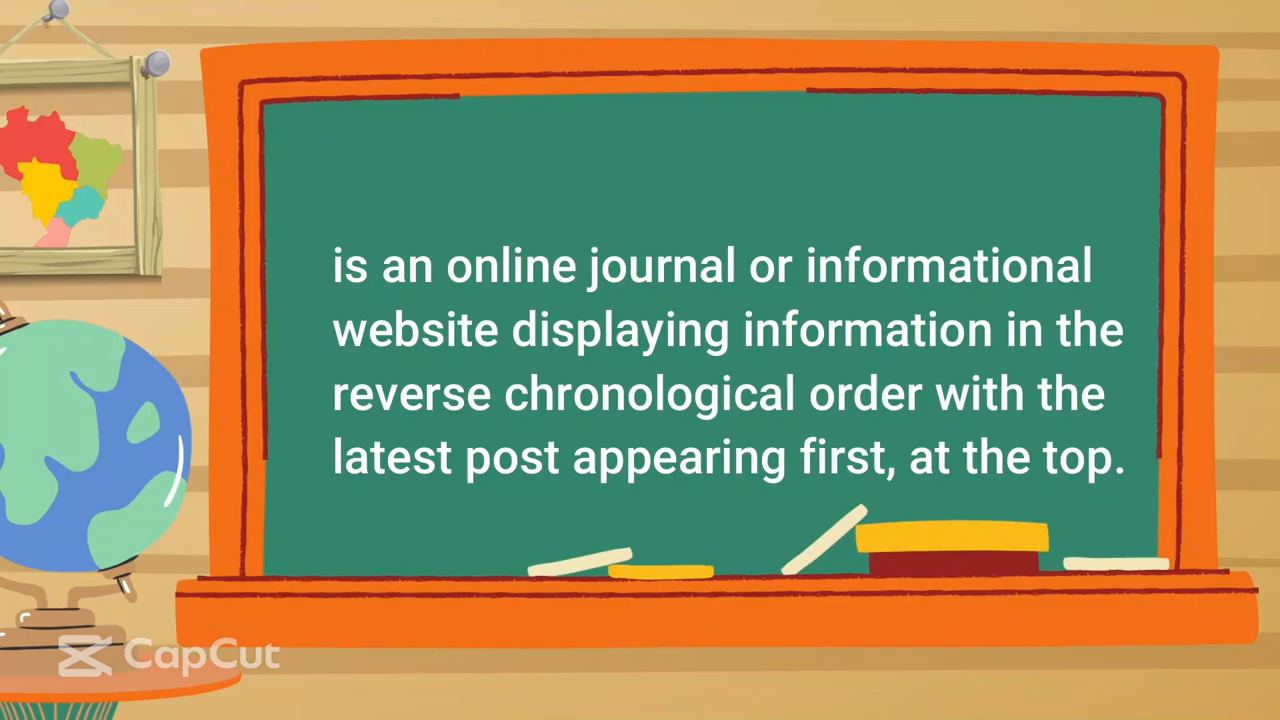 is an online journal or informational
website displaying information in the
reverse chronological order with the
latest post appearing first, at the top.
CapCut